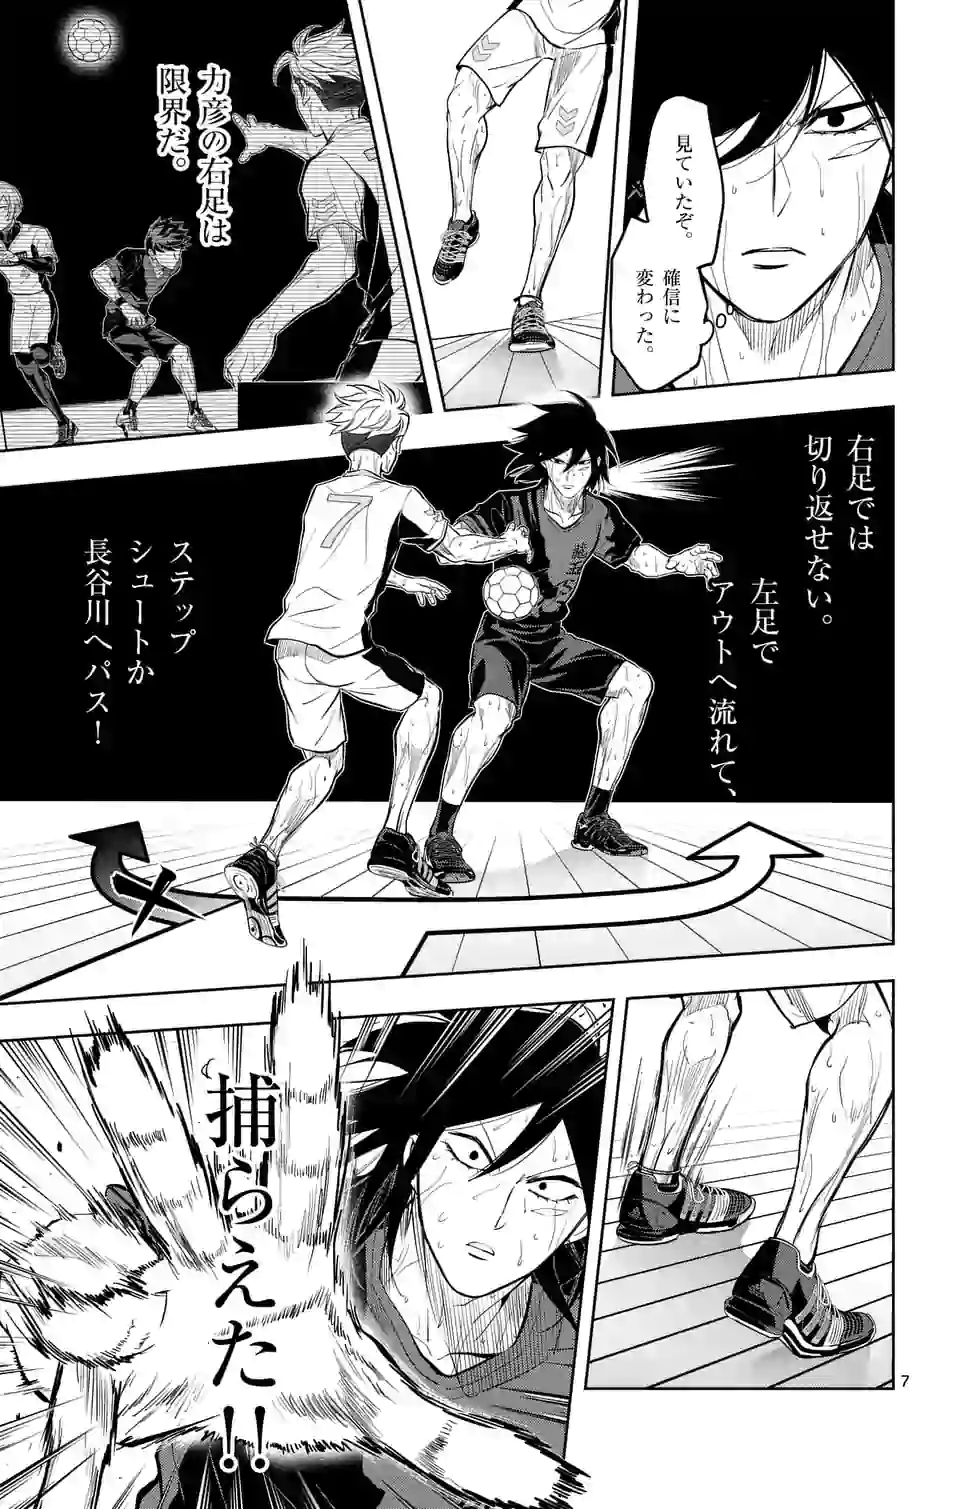 見ていたぞ。
確信に
変わった。
力彦の右足は
限界だ。
右足では
切り返せない。
左足で
アウトへ流れて、
ステップ
シュートか
長谷川へパス！
7
捕らえた!!
7